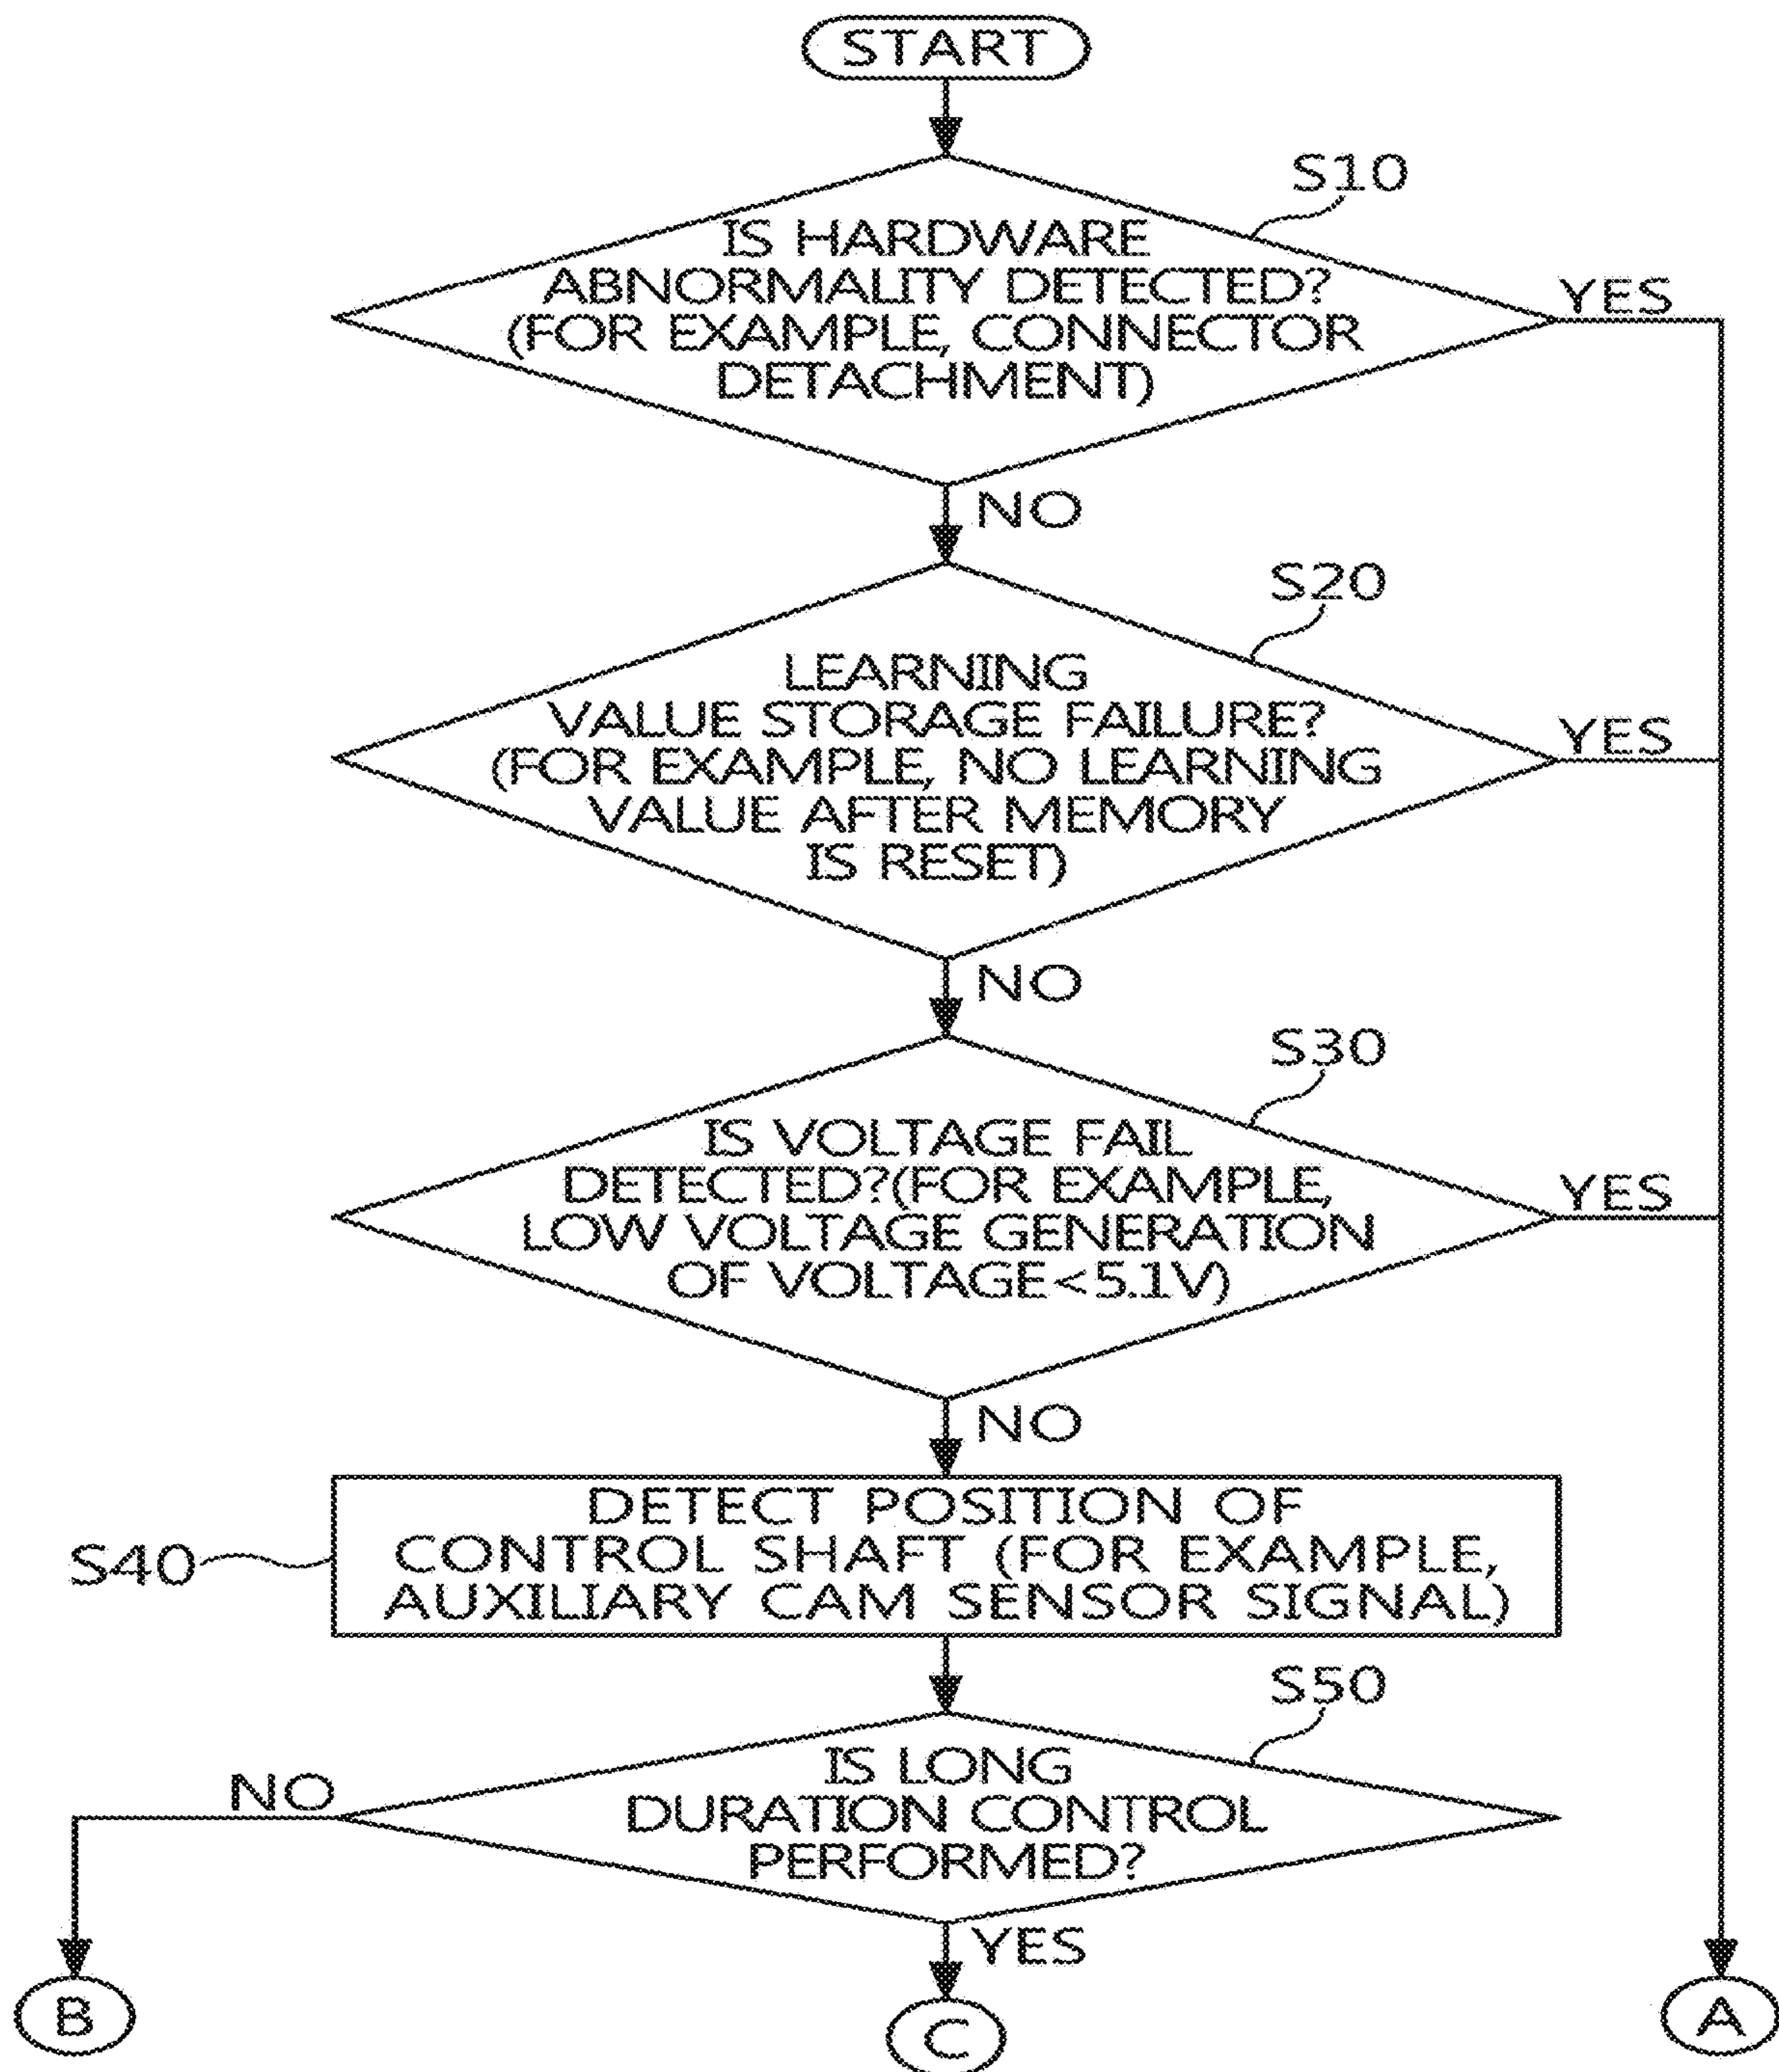 START
S10
IS HARDWARE
ABNORMALITY DETECTED?
(FOR EXAMPLE, CONNECTOR
DETACHMENT)
YES
NO
S20
LEARNING
VALUE STORAGE FAILURE?
(FOR EXAMPLE, NO LEARNING
VALUE AFTER MEMORY
IS RESET)
YES
NO
S30
IS VOLTAGE FAIL
DETECTED?(FOR EXAMPLE,
LOW VOLTAGE GENERATION
OF VOLTAGE<5.1V)
YES
NO
S40
DETECT POSITION OF
CONTROL SHAFT (FOR EXAMPLE,
AUXILIARY CAM SENSOR SIGNAL)
S50
IS LONG
DURATION CONTROL
PERFORMED?
NO
YES
B
C
A